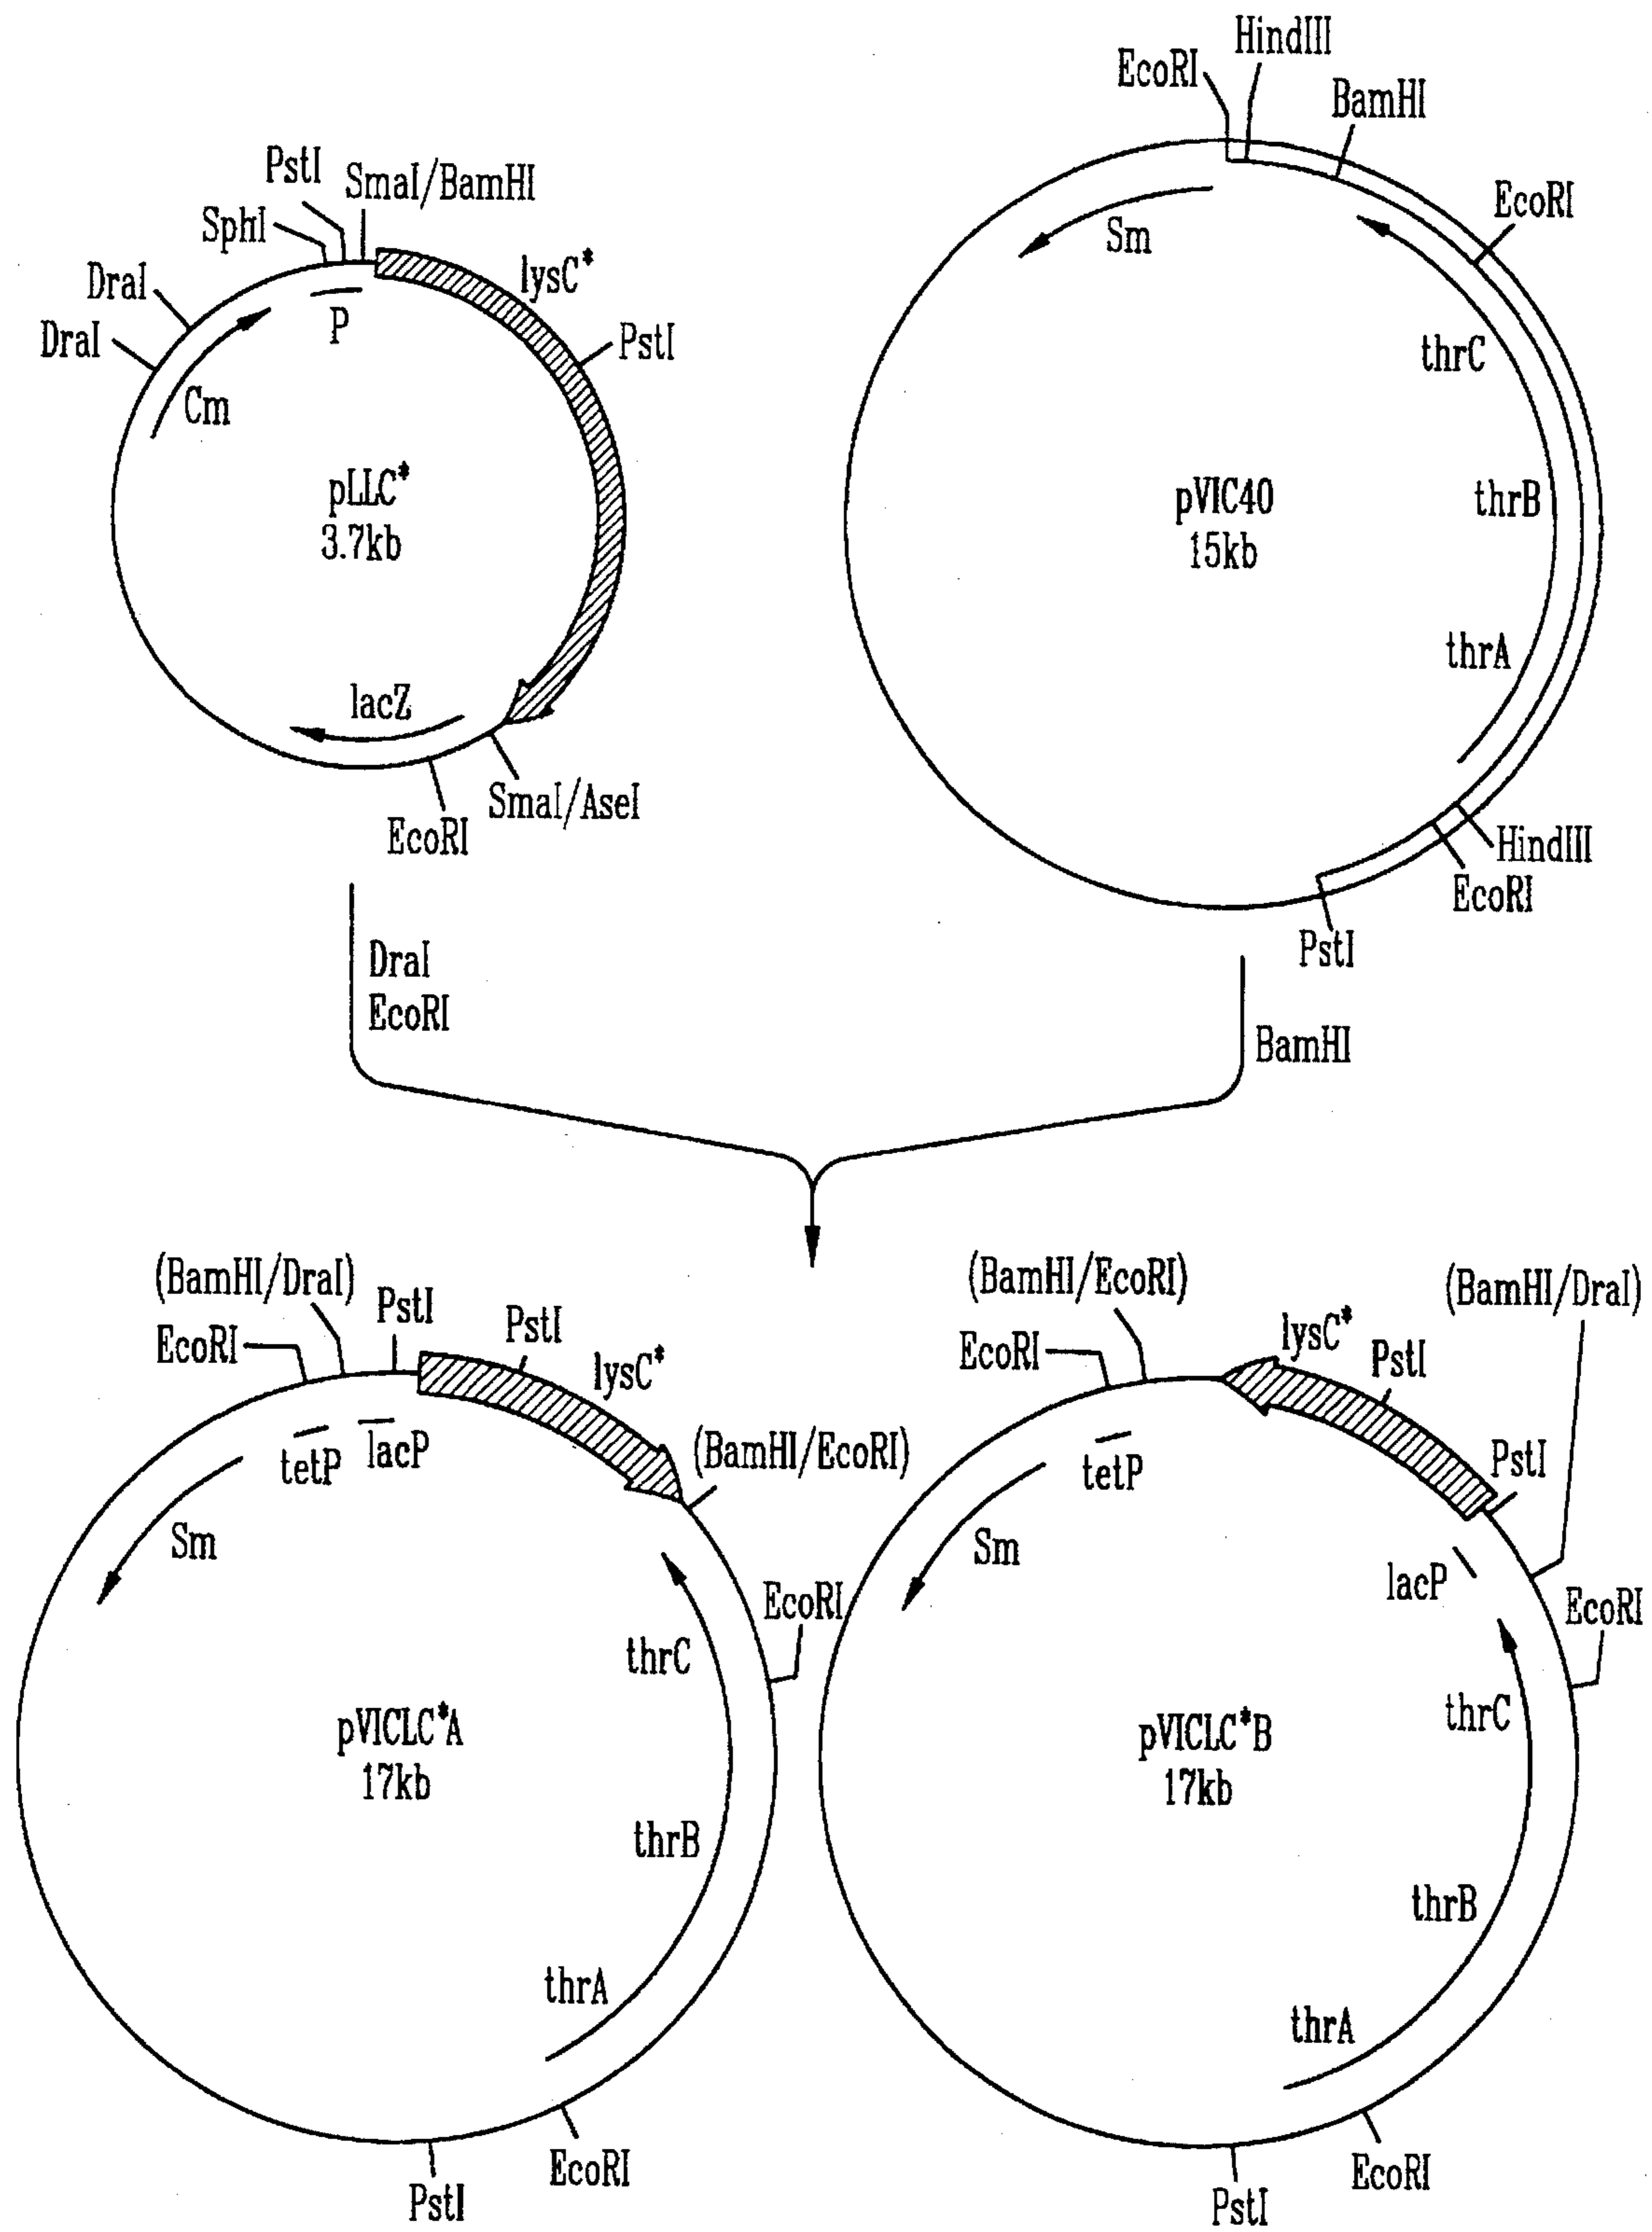 PstI
SmaI/BamHI
SphI
DraI
DraI
lysC*
PstI
P
Cm
pLLC*
3.7kb
lacZ
SmaI/AseI
EcoRI
HindIII
EcoRI
BamHI
EcoRI
Sm
thrC
pVIC40
15kb
thrB
thrA
HindIII
EcoRI
PstI
DraI
EcoRI
BamHI
(BamHI/DraI)
PstI
EcoRI
PstI
lysC*
(BamHI/EcoRI)
tetP
lacP
Sm
EcoRI
thrC
pVICLC*A
17kb
thrB
thrA
EcoRI
PstI
(BamHI/EcoRI)
(BamHI/DraI)
EcoRI
lysC*
PstI
PstI
tetP
Sm
lacP
EcoRI
thrC
pVICLC*B
17kb
thrB
thrA
EcoRI
PstI